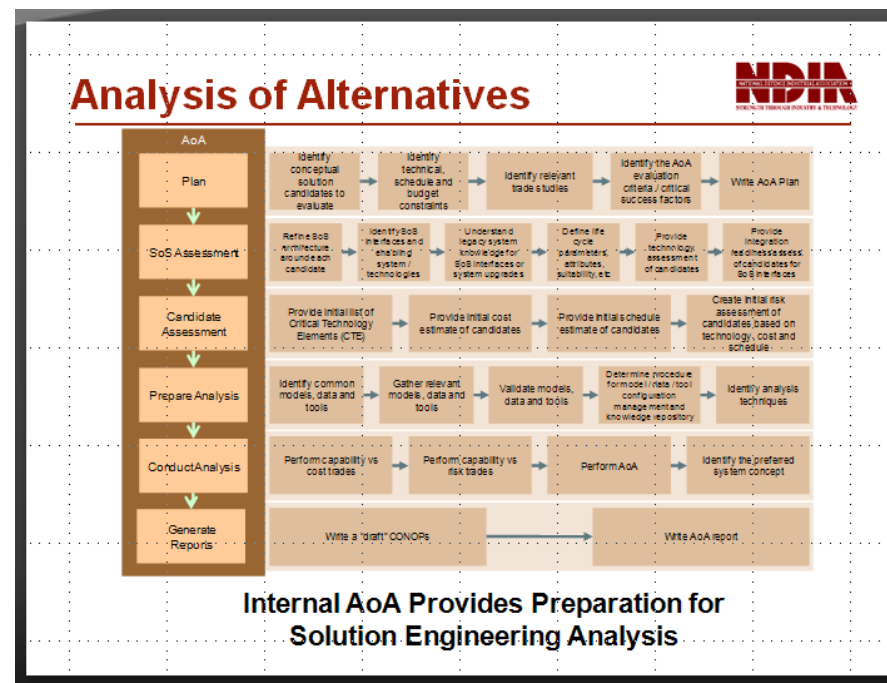 Analysis of Alternatives
NDIA
NATIONAL DEFENSE INDUSTRIAL ASSOCIATION
STRENGTH THROUGH INDUSTRY & TECHNOLOGY
AoA
Plan
Identify
conceptual
solution
candidates to
evaluate
Identify
technical,
schedule and
budget
constraints
Identify relevant
trade studies
Identify the AoA
evaluation
criteria / critical
success factors
Write AoA Plan
SoS Assessment
Refine SoS
architecture,
around each
candidate
Identify SoS
interfaces and
enabling
system /
technologies
Understand
legacy system
knowledge for
SoS interfaces or
system upgrades
Define life
cycle
parameters,
attributes,
suitability, etc
Provide
technology
assessment
of candidates
Provide
integration
readiness assess.
of candidates for
SoS interfaces
Candidate
Assessment
Provide initial list of
Critical Technology
Elements (CTE)
Provide initial cost
estimate of candidates
Provide initial schedule
estimate of candidates
Create initial risk
assessment of
candidates, based on
technology, cost and
schedule
Prepare Analysis
Identify common
models, data and
tools
Gather relevant
models, data and
tools
Validate models,
data and tools
Determine procedure
for model / data / tool
configuration
management and
knowledge repository
Identify analysis
techniques
Conduct Analysis
Perform capability vs
cost trades
Perform capability vs
risk trades
Perform AoA
Identify the preferred
system concept
Generate
Reports
Write a "draft" CONOPs
Write AoA report
Internal AoA Provides Preparation for
Solution Engineering Analysis